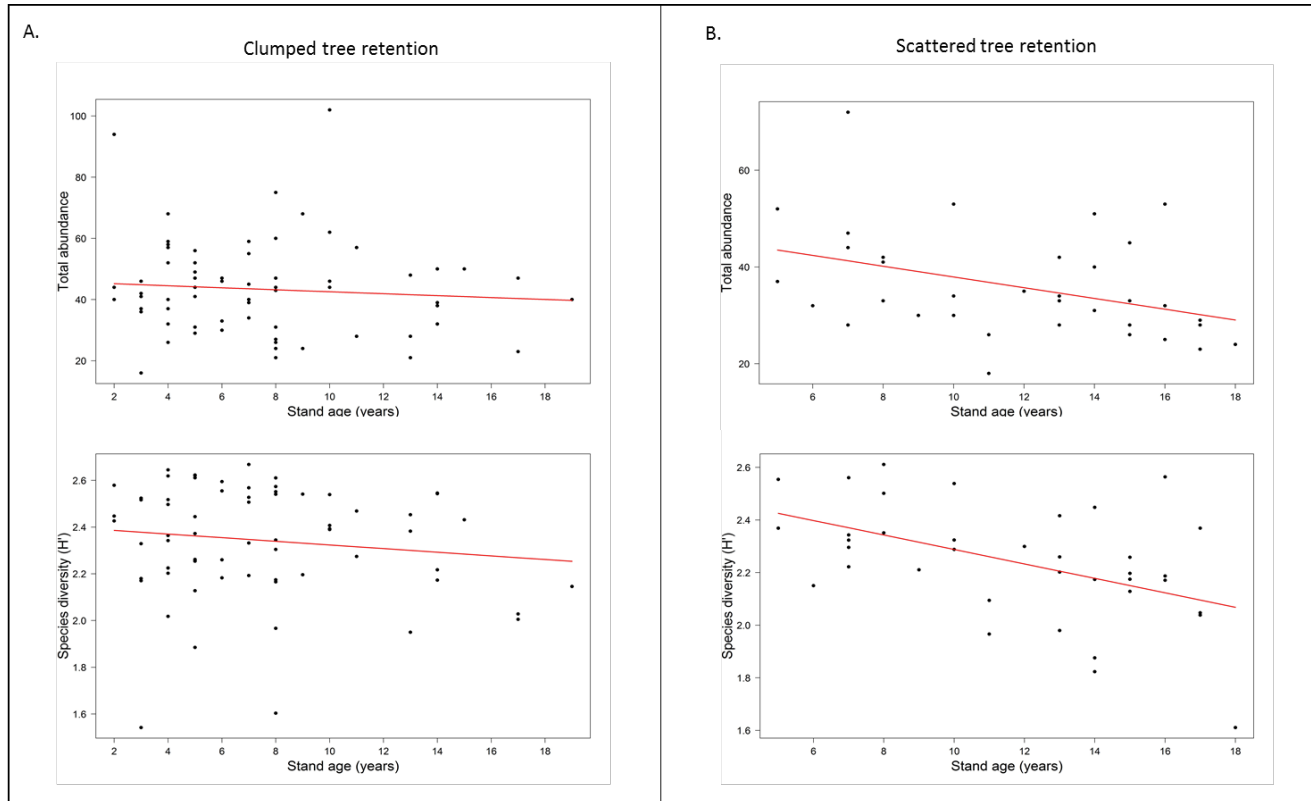 A.
Clumped tree retention
Total abundance
100
80
60
40
20
2 4 6 8 10 12 14 16 18
Stand age (years)
Species diversity (H')
2.6
2.4
2.2
2.0
1.8
1.6
2 4 6 8 10 12 14 16 18
Stand age (years)
B.
Scattered tree retention
Total abundance
60
40
20
6 8 10 12 14 16 18
Stand age (years)
Species diversity (H')
2.6
2.4
2.2
2.0
1.8
1.6
6 8 10 12 14 16 18
Stand age (years)